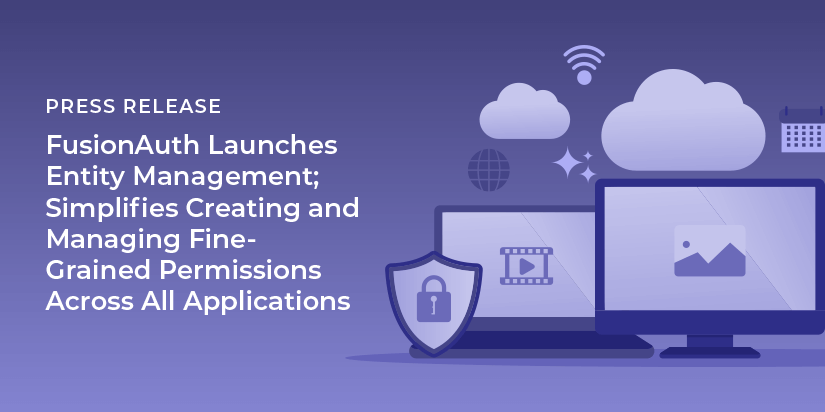 PRESS RELEASE
FusionAuth Launches
Entity Management;
Simplifies Creating and
Managing Fine-
Grained Permissions
Across All Applications